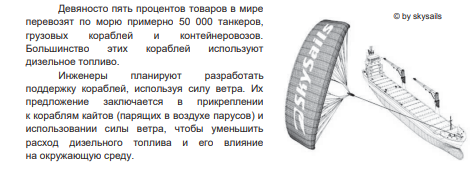 Девяносто пять процентов товаров в мире
перевозят по морю примерно 50 000 танкеров,
грузовых кораблей и контейнеровозов.
Большинство этих кораблей используют
дизельное топливо.
Инженеры планируют разработать
поддержку кораблей, используя силу ветра. Их
предложение заключается в прикреплении
к кораблям кайтов (парящих в воздухе парусов) и
использовании силы ветра, чтобы уменьшить
расход дизельного топлива и его влияние
на окружающую среду.
© by skysails
SkySails